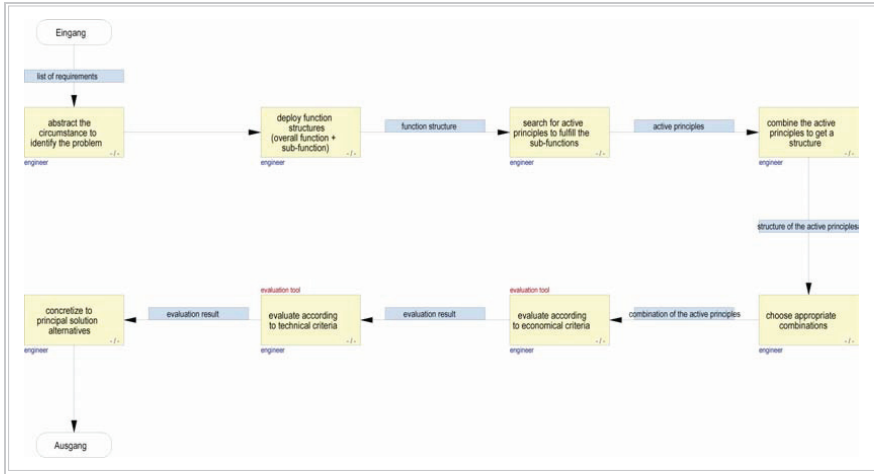 Eingang
list of requirements
abstract the
circumstance to
identify the problem
- / -
engineer
deploy function
structures
(overall function +
sub-function)
- / -
engineer
function structure
search for active
principles to fulfill the
sub-functions
- / -
engineer
active principles
combine the active
principles to get a
structure
- / -
engineer
structure of the active principles
choose appropriate
combinations
- / -
engineer
combination of the active principles
evaluation tool
evaluate according
to economical criteria
- / -
engineer
evaluation result
evaluation tool
evaluate according
to technical criteria
- / -
engineer
evaluation result
concretize to
principal solution
alternatives
- / -
engineer
Ausgang